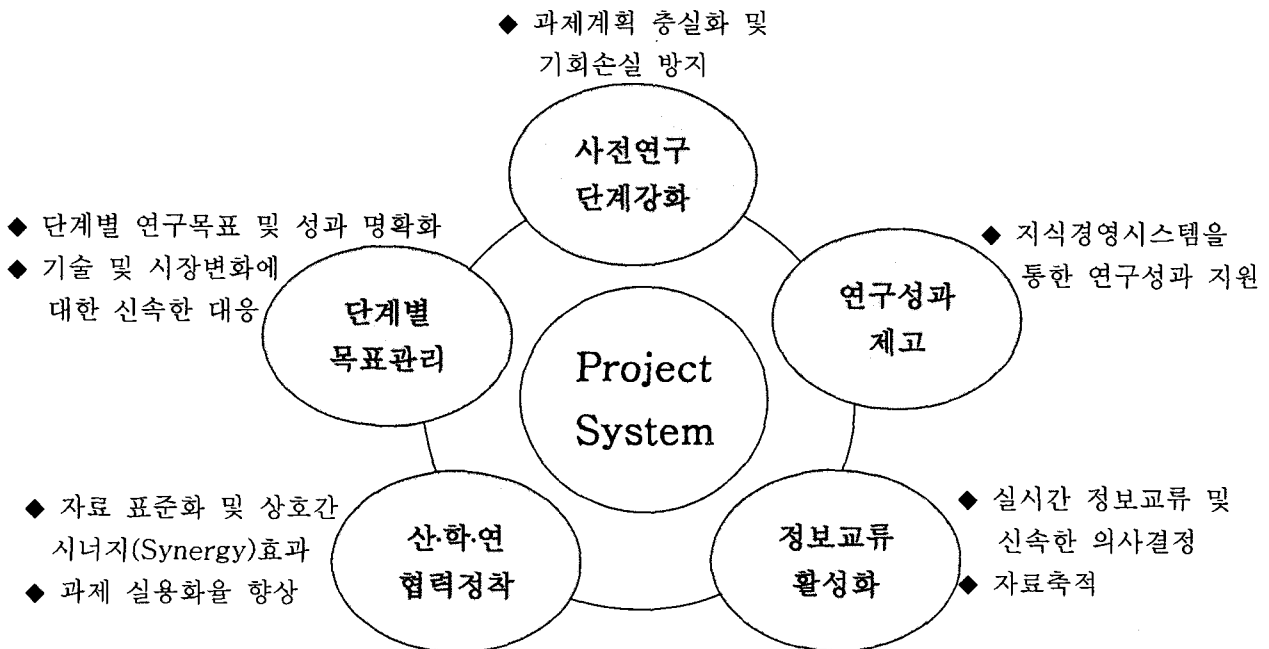 ◆ 과제계획 충실화 및
기회손실 방지
사전연구
단계강화
◆ 단계별 연구목표 및 성과 명확화
◆ 기술 및 시장변화에
대한 신속한 대응
단계별
목표관리
◆ 지식경영시스템을
통한 연구성과 지원
연구성과
제고
Project
System
◆ 자료 표준화 및 상호간
시너지(Synergy)효과
◆ 과제 실용화율 향상
산·학·연
협력정착
정보교류
활성화
◆ 실시간 정보교류 및
신속한 의사결정
◆ 자료축적